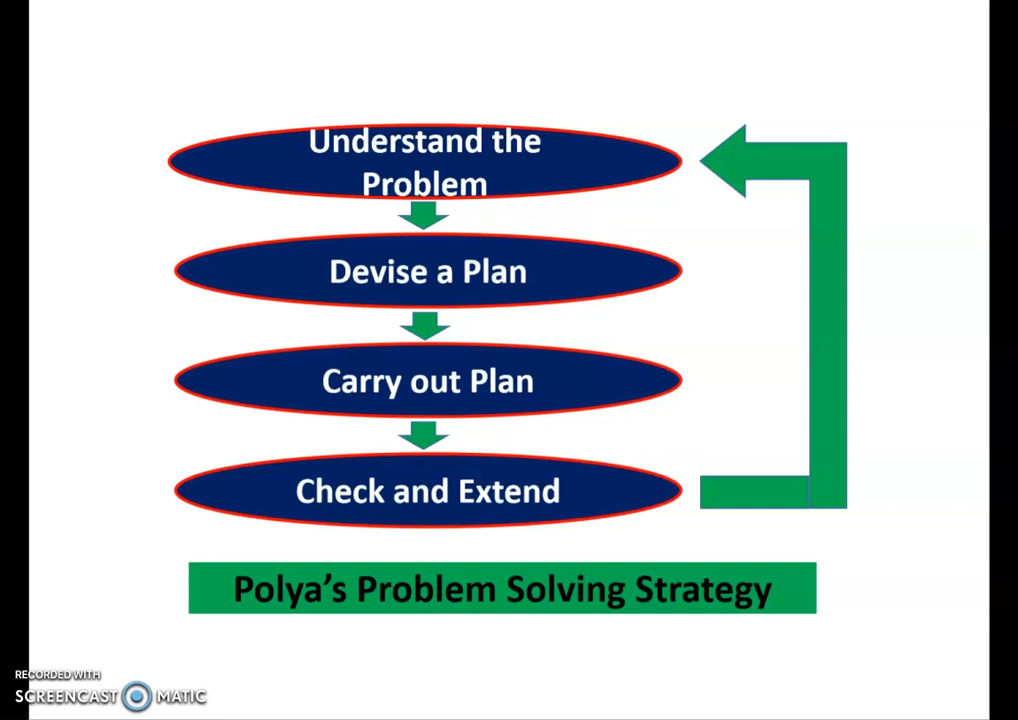 Understand the
Problem
Devise a Plan
Carry out Plan
Check and Extend
Polya’s Problem Solving Strategy
RECORDED WITH
SCREENCAST MATIC